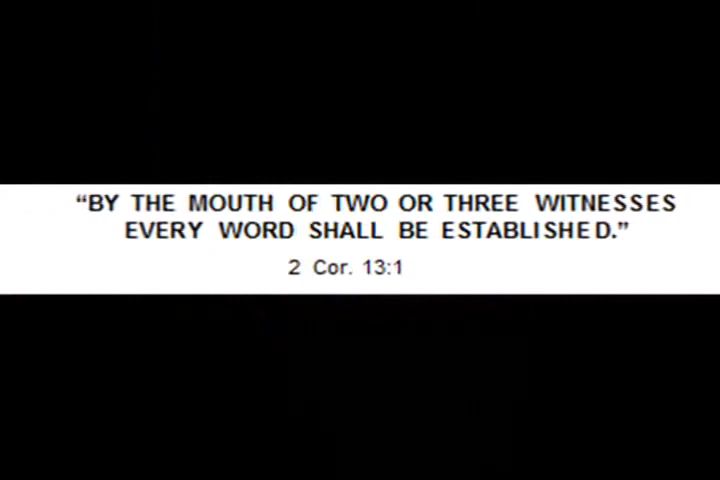 “BY THE MOUTH OF TWO OR THREE WITNESSES
EVERY WORD SHALL BE ESTABLISHED.”
2 Cor. 13:1